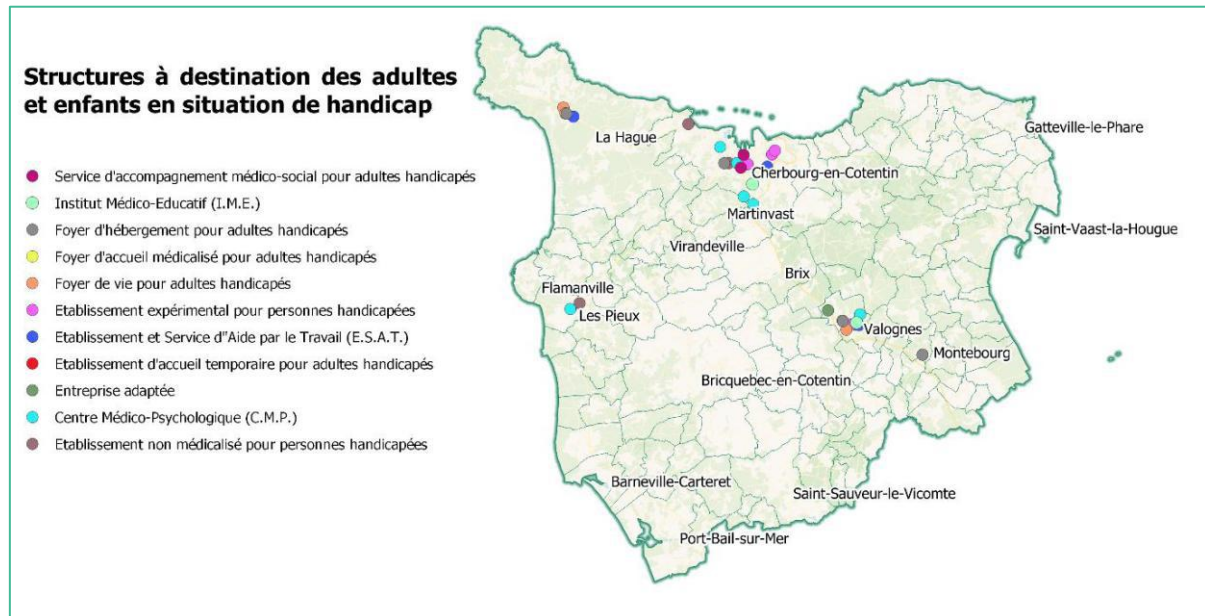 Structures à destination des adultes
et enfants en situation de handicap
Service d'accompagnement médico-social pour adultes handicapés
Institut Médico-Educatif (I.M.E.)
Foyer d'hébergement pour adultes handicapés
Foyer d'accueil médicalisé pour adultes handicapés
Foyer de vie pour adultes handicapés
Etablissement expérimental pour personnes handicapées
Etablissement et Service d"Aide par le Travail (E.S.A.T.)
Etablissement d'accueil temporaire pour adultes handicapés
Entreprise adaptée
Centre Médico-Psychologique (C.M.P.)
Etablissement non médicalisé pour personnes handicapées
La Hague
Gatteville-le-Phare
Cherbourg-en-Cotentin
Martinvast
Saint-Vaast-la-Hougue
Virandeville
Brix
Flamanville
Les Pieux
Valognes
Montebourg
Bricquebec-en-Cotentin
Barneville-Carteret
Saint-Sauveur-le-Vicomte
Port-Bail-sur-Mer